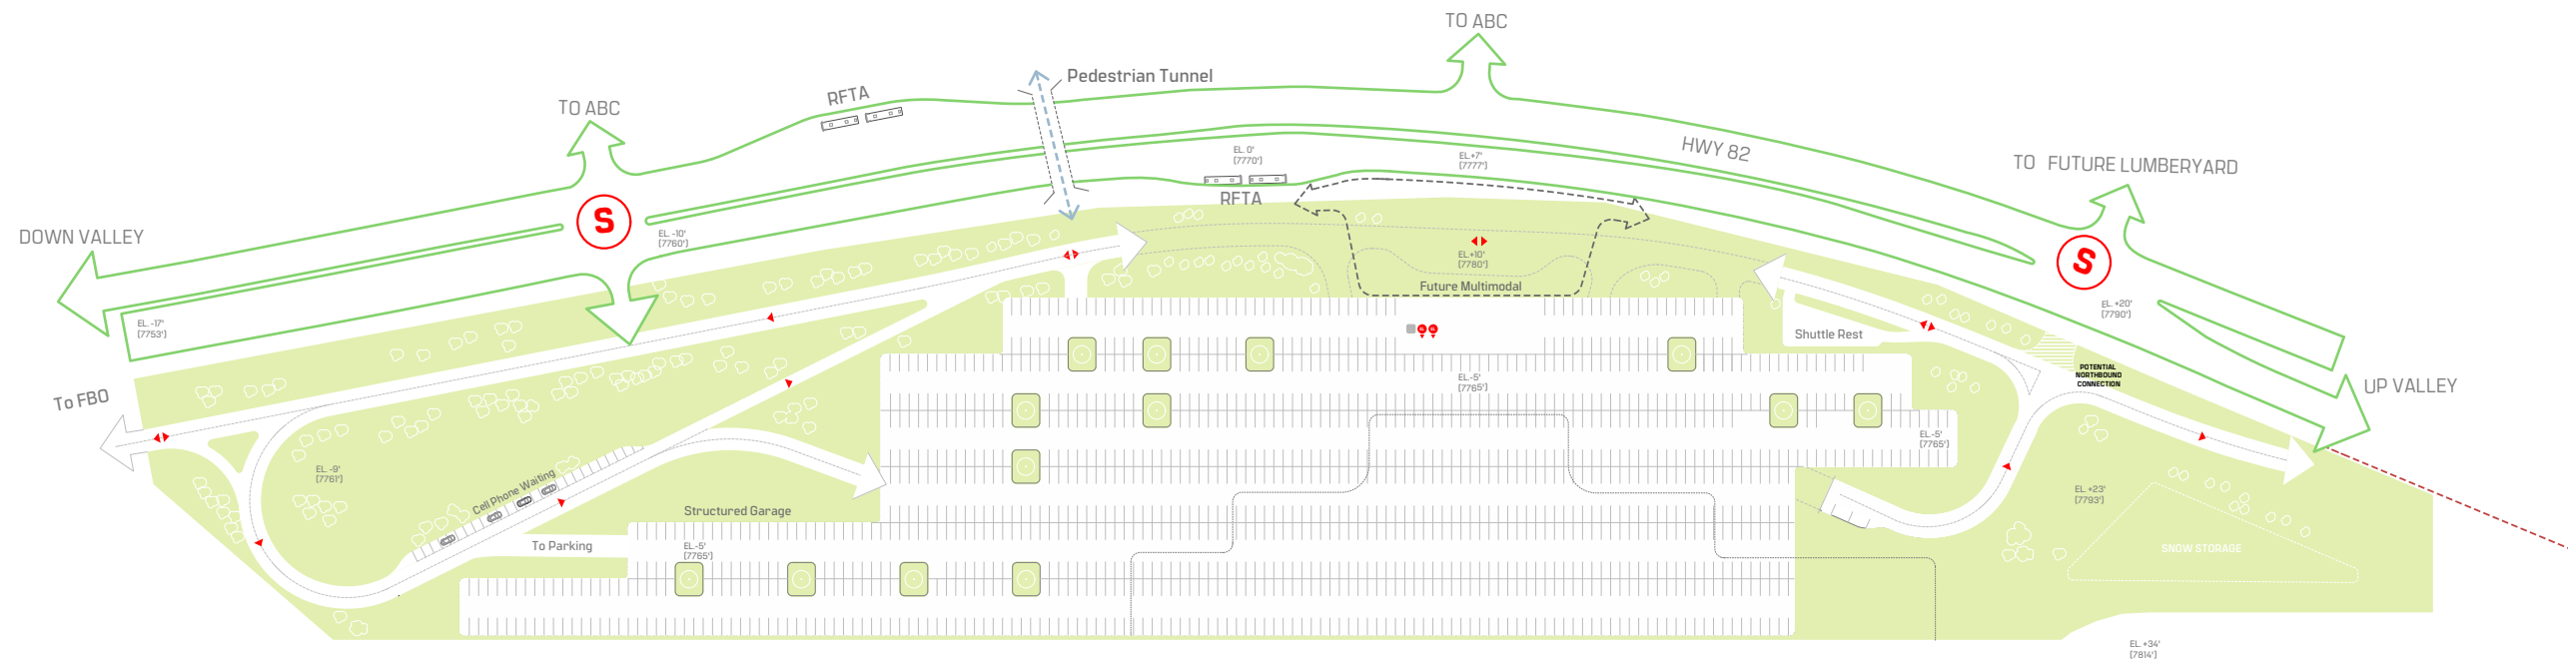 TO ABC
Pedestrian Tunnel
RFTA
TO ABC
HWY 82
EL. 0'
(7770')
EL.+7'
(7777')
TO FUTURE LUMBERYARD
RFTA
S
DOWN VALLEY
EL. -10'
(7760')
S
EL.+10'
(7780')
Future Multimodal
EL. +20'
(7790')
EL. -17'
(7753')
Shuttle Rest
POTENTIAL
NORTHBOUND
CONNECTION
EL.-5'
(7765')
UP VALLEY
To FBO
EL.-5'
(7765')
EL. -9'
(7761')
Cell Phone Waiting
EL.+23'
(7793')
Structured Garage
To Parking
EL.-5'
(7765')
SNOW STORAGE
EL. +34'
(7814')